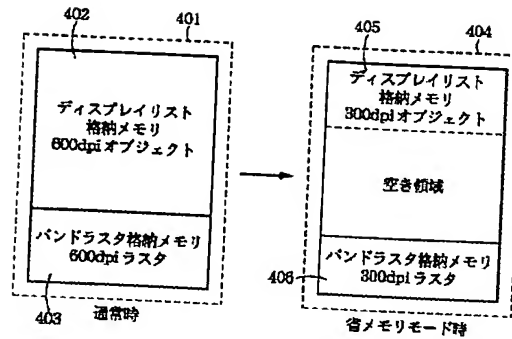 402
401
ディスプレイリスト
格納メモリ
600dpiオブジェクト
バンドラスタ格納メモリ
600dpiラスタ
403
通常時
405
404
ディスプレイリスト
格納メモリ
300dpiオブジェクト
空き領域
バンドラスタ格納メモリ
300dpiラスタ
406
省メモリモード時